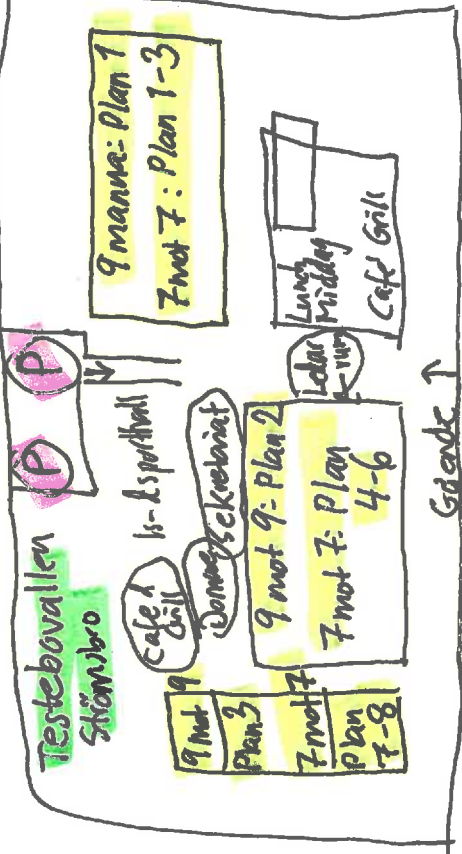 Testebovallen
Strömsbro
P
P
Is- & sporthall
Café
Grill
Domare
Sekretariat
9 manna: Plan 1
7 mot 7: Plan 1-3
9 mot 9
Plan 3
7 mot 7
Plan
7-8
9 mot 9: Plan 2
7 mot 7: Plan
4-6
Ledar
rum
Lunch
Middag
Café Grill